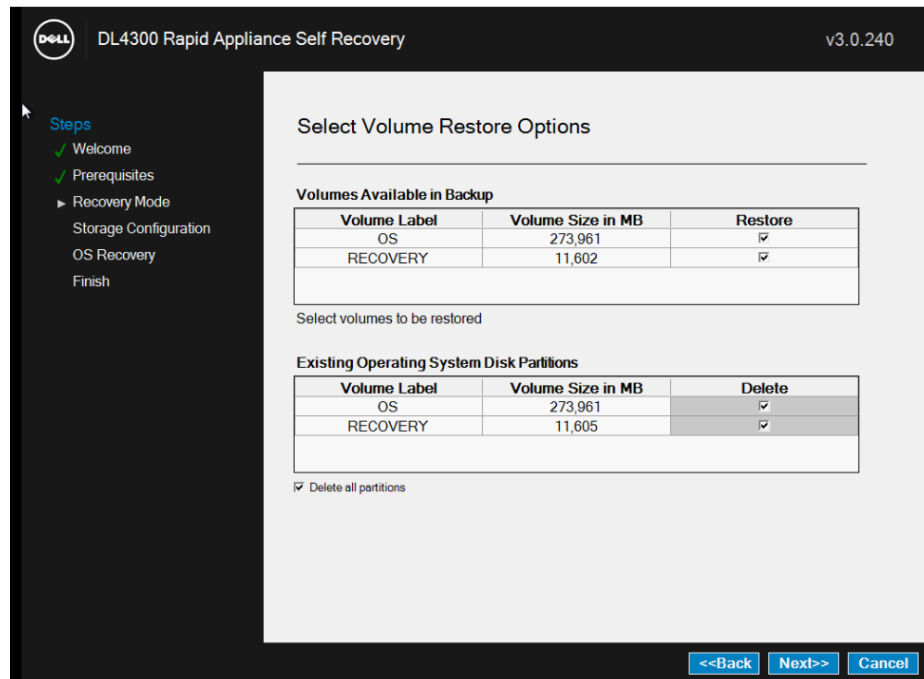 DELL
DL4300 Rapid Appliance Self Recovery
v3.0.240
Steps
Welcome
Prerequisites
Recovery Mode
Storage Configuration
OS Recovery
Finish
Select Volume Restore Options
Volumes Available in Backup
Volume Label Volume Size in MB Restore
OS 273,961
RECOVERY 11,602
Select volumes to be restored
Existing Operating System Disk Partitions
Volume Label Volume Size in MB Delete
OS 273,961
RECOVERY 11,605
Delete all partitions
<<Back Next>> Cancel